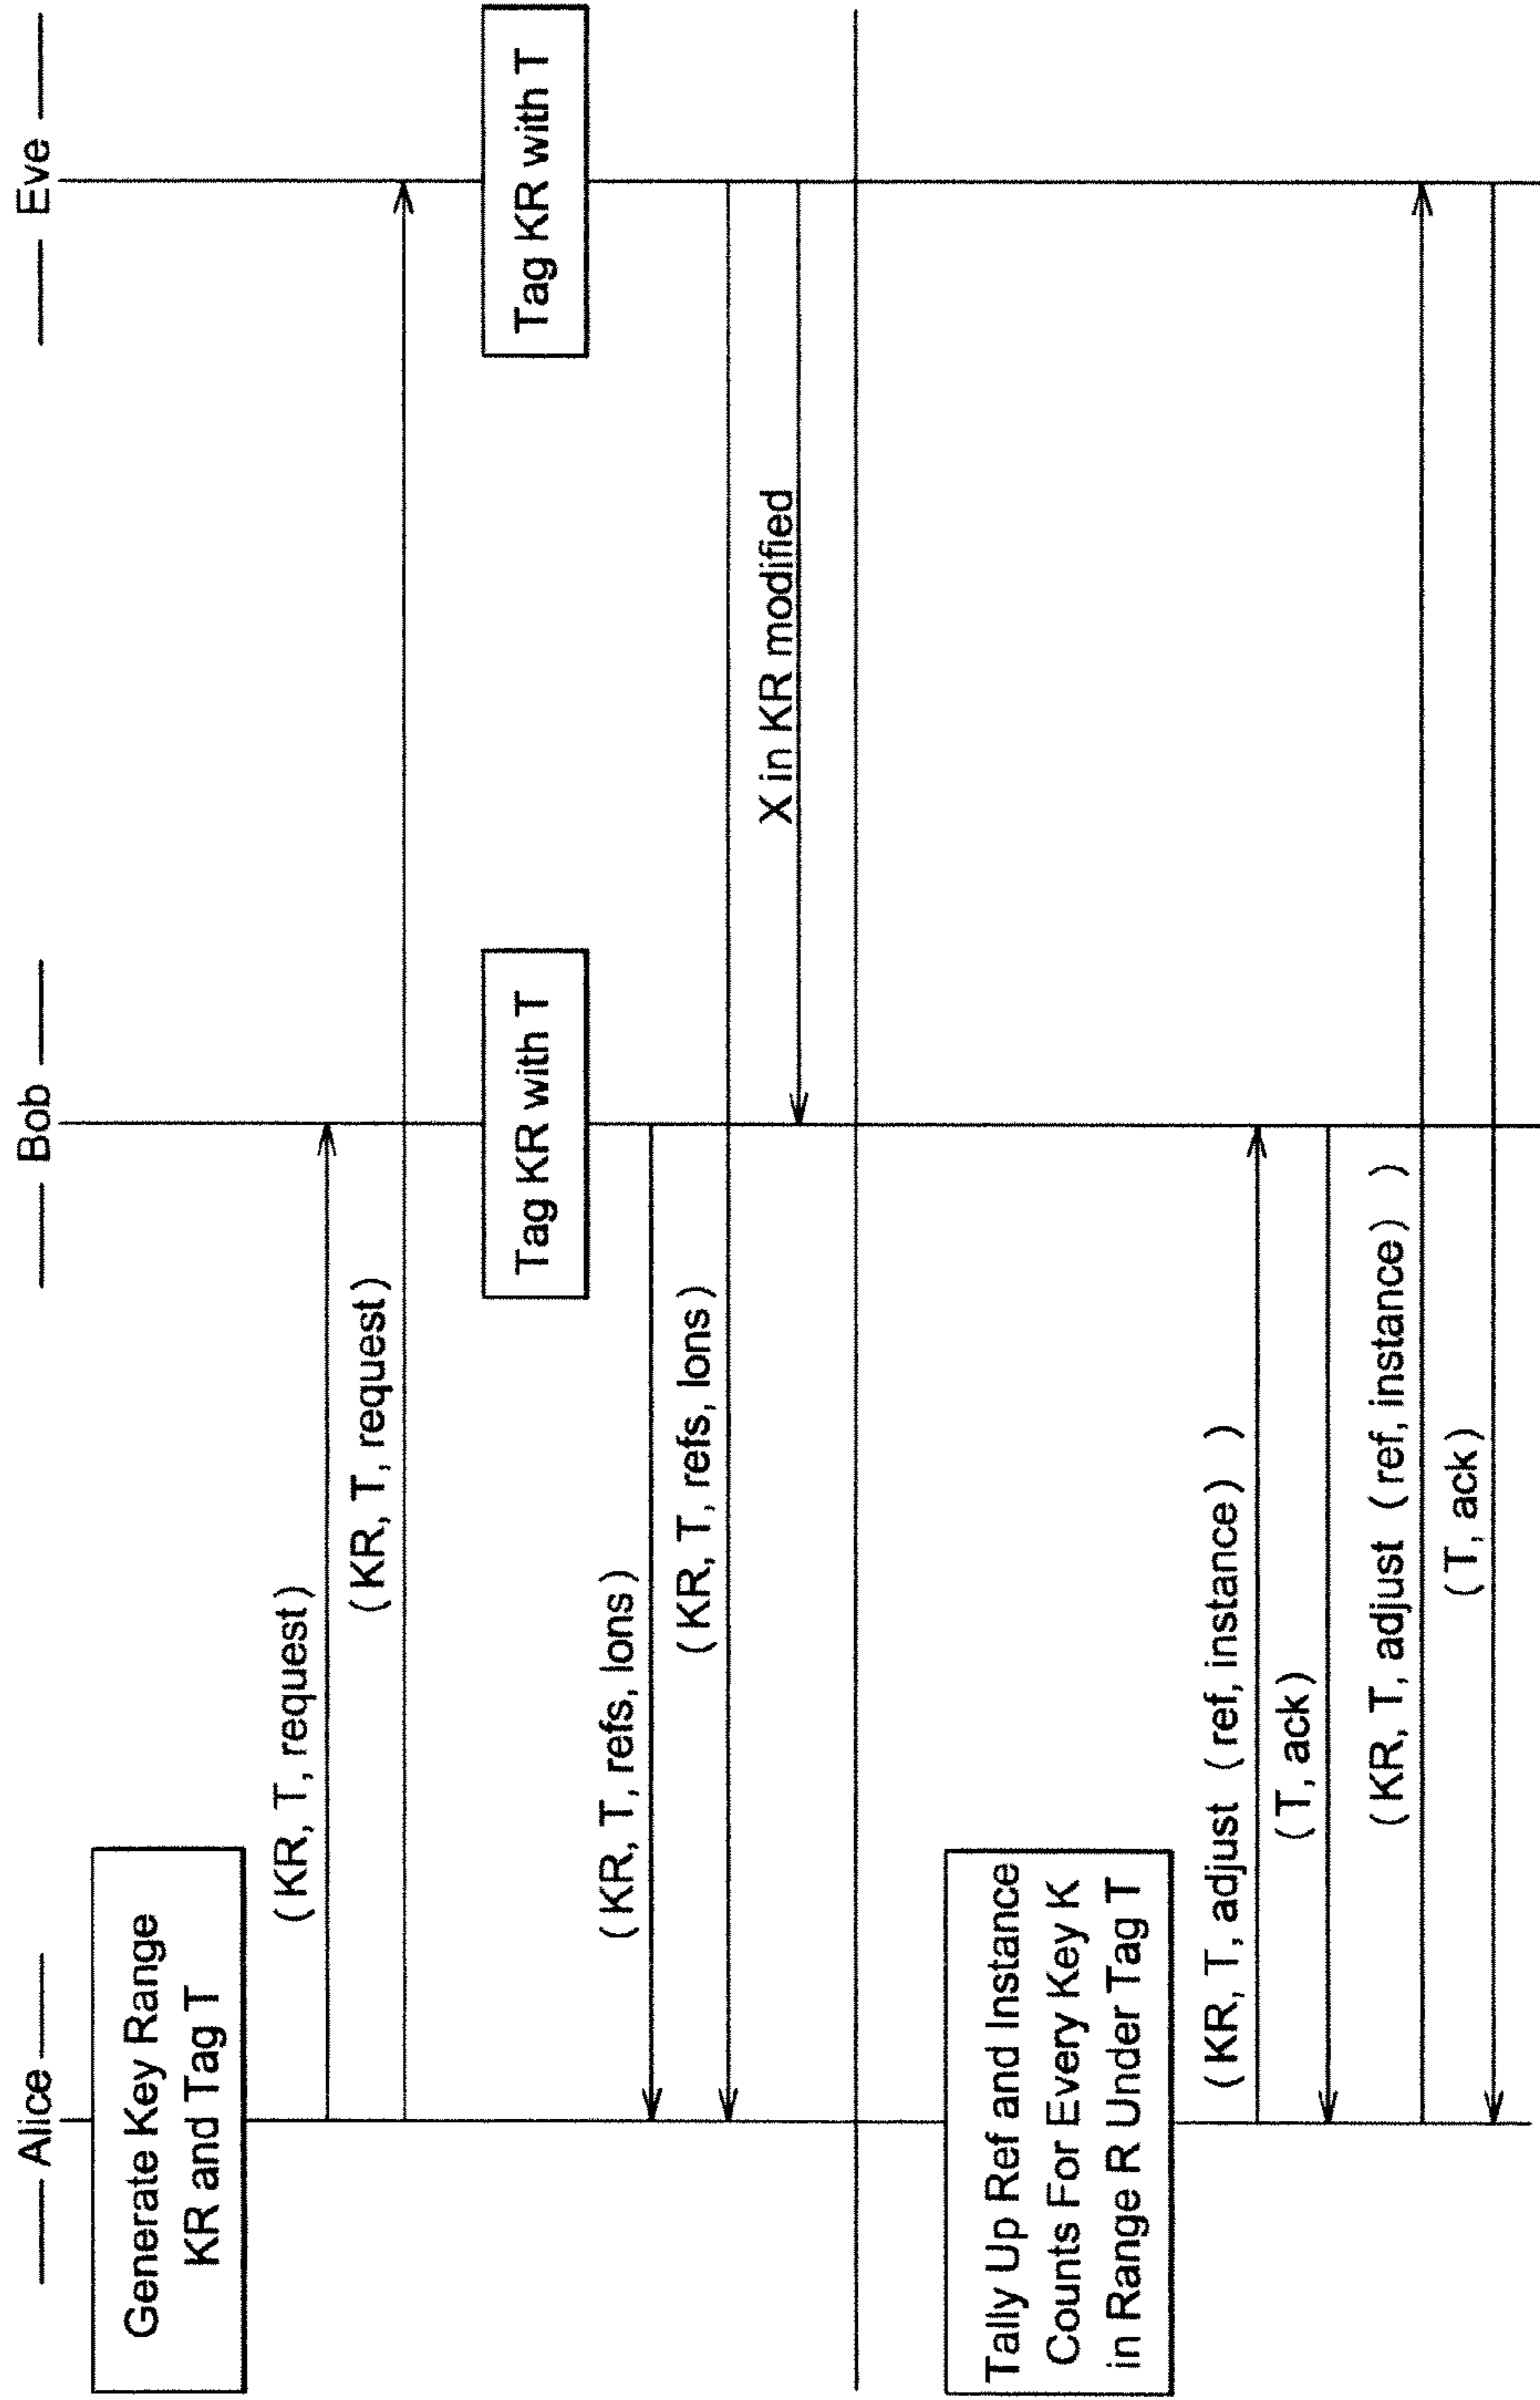 Alice
Bob
Eve
Generate Key Range
KR and Tag T
(KR, T, request)
(KR, T, request)
Tag KR with T
Tag KR with T
(KR, T, refs, Ions)
(KR, T, refs, Ions)
X in KR modified
Tally Up Ref and Instance
Counts For Every Key K
in Range R Under Tag T
(KR, T, adjust (ref, instance) )
(T, ack)
(KR, T, adjust (ref, instance) )
(T, ack)